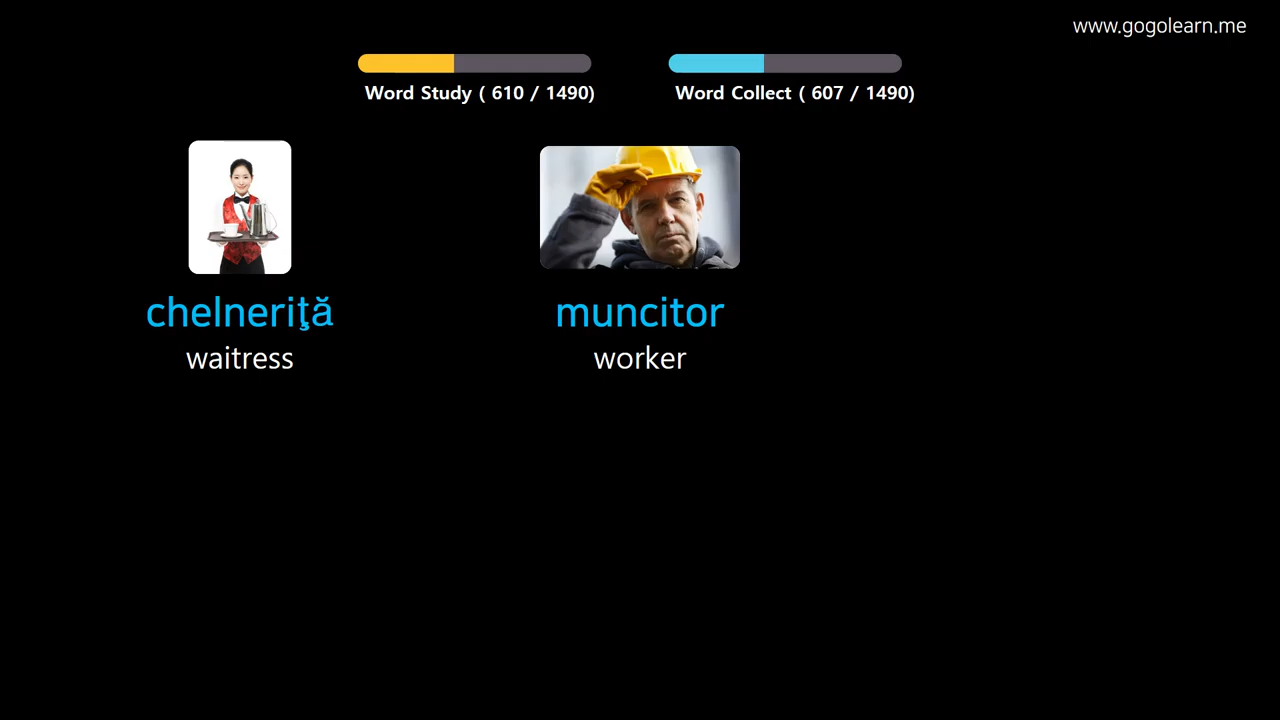 www.gogolearn.me
Word Study ( 610 / 1490)
Word Collect ( 607 / 1490)
chelneriţă
waitress
muncitor
worker